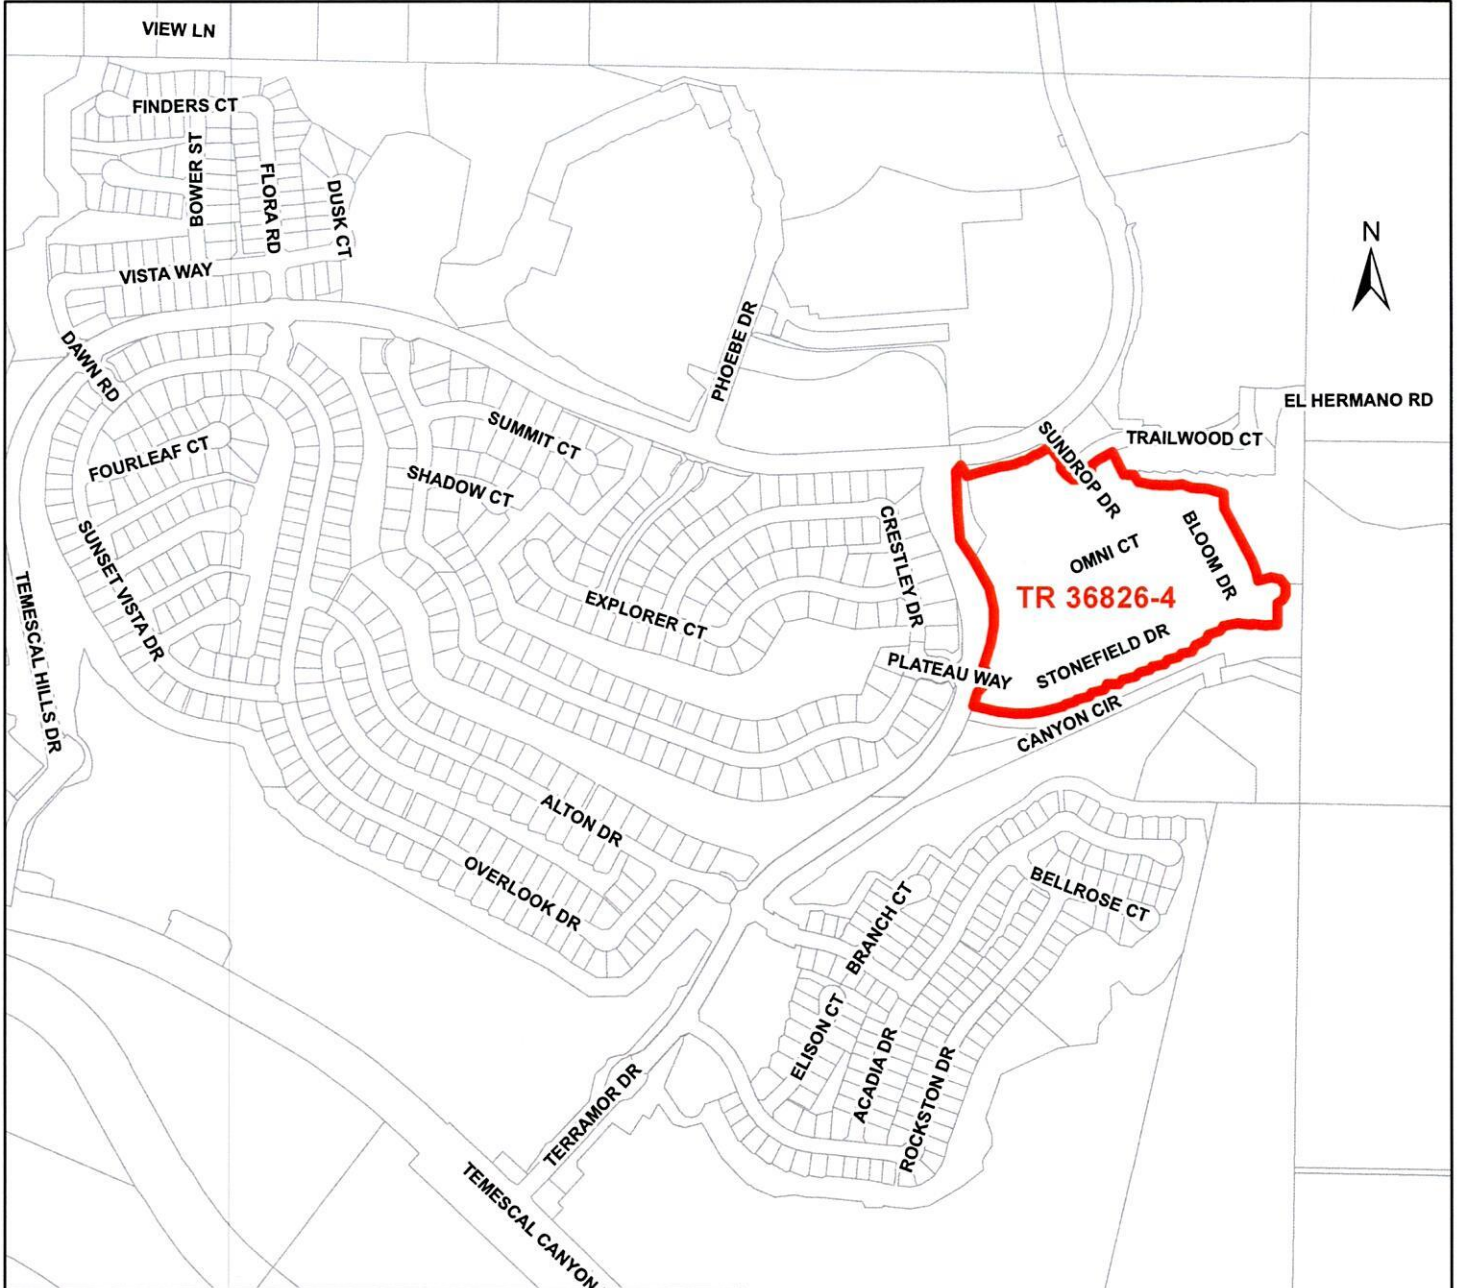 VIEW LN
FINDERS CT
BOWER ST
FLORA RD
DUSK CT
VISTA WAY
N
DAWN RD
PHOEBE DR
EL HERMANO RD
SUMMIT CT
SUNDROP DR
TRAILWOOD CT
FOURLEAF CT
SHADOW CT
CRESTLEY DR
OMNI CT
BLOOM DR
SUNSET VISTA DR
TEMESCAL HILLS DR
EXPLORER CT
TR 36826-4
PLATEAU WAY
STONEFIELD DR
CANYON CIR
ALTON DR
OVERLOOK DR
BRANCH CT
BELLROSE CT
ELISON CT
ACADIA DR
ROCKSTON DR
TERRAMOR DR
TEMESCAL CANYON